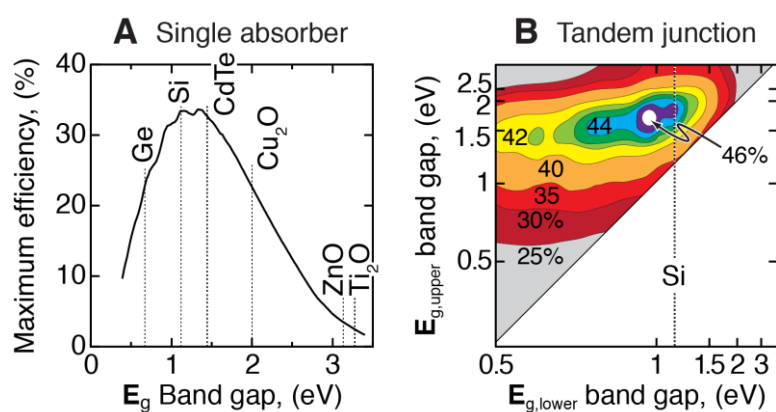 A Single absorber
Maximum efficiency, (%)
40
30
20
10
0
Ge
Si
CdTe
Cu₂O
ZnO
Ti₂O
0 1 2 3
Eg Band gap, (eV)
B Tandem junction
Eg,upper band gap, (eV)
2.5
2
1.5
1
0.5
42
44
46%
40
35
30%
25%
Si
0.5 1 1.5 2 3
Eg,lower band gap, (eV)